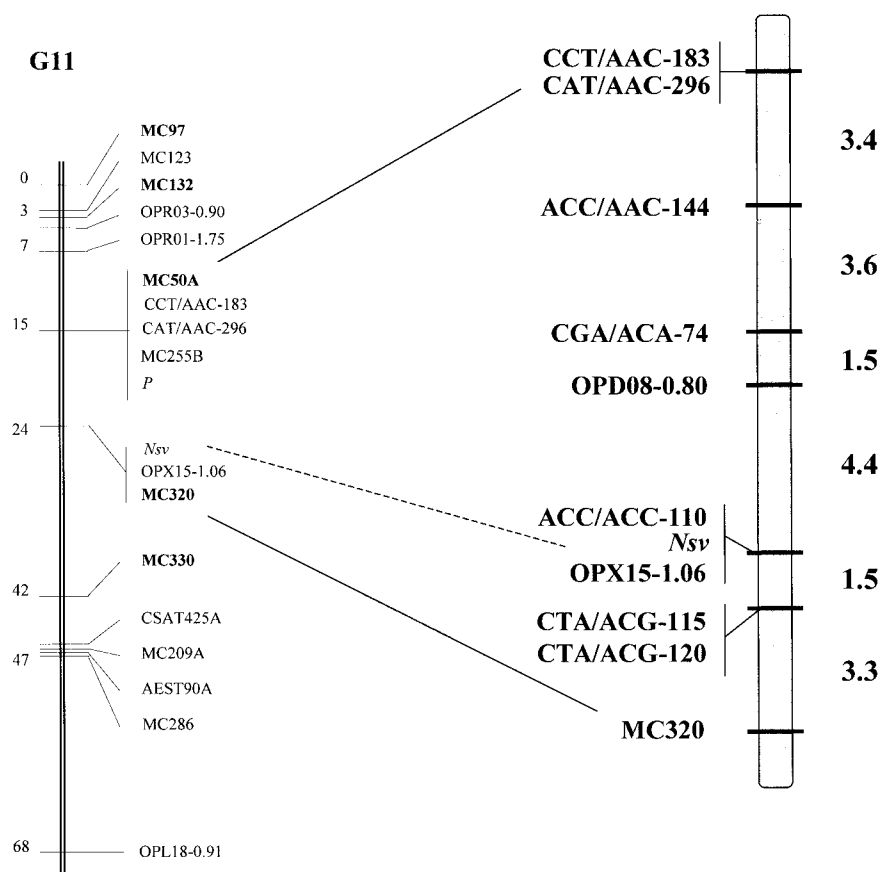 G11
0
3
7
15
24
42
47
68
MC97
MC123
MC132
OPR03-0.90
OPR01-1.75
MC50A
CCT/AAC-183
CAT/AAC-296
MC255B
P
Nsv
OPX15-1.06
MC320
MC330
CSAT425A
MC209A
AEST90A
MC286
OPL18-0.91
CCT/AAC-183
CAT/AAC-296
ACC/AAC-144
CGA/ACA-74
OPD08-0.80
ACC/ACC-110
Nsv
OPX15-1.06
CTA/ACG-115
CTA/ACG-120
MC320
3.4
3.6
1.5
4.4
1.5
3.3